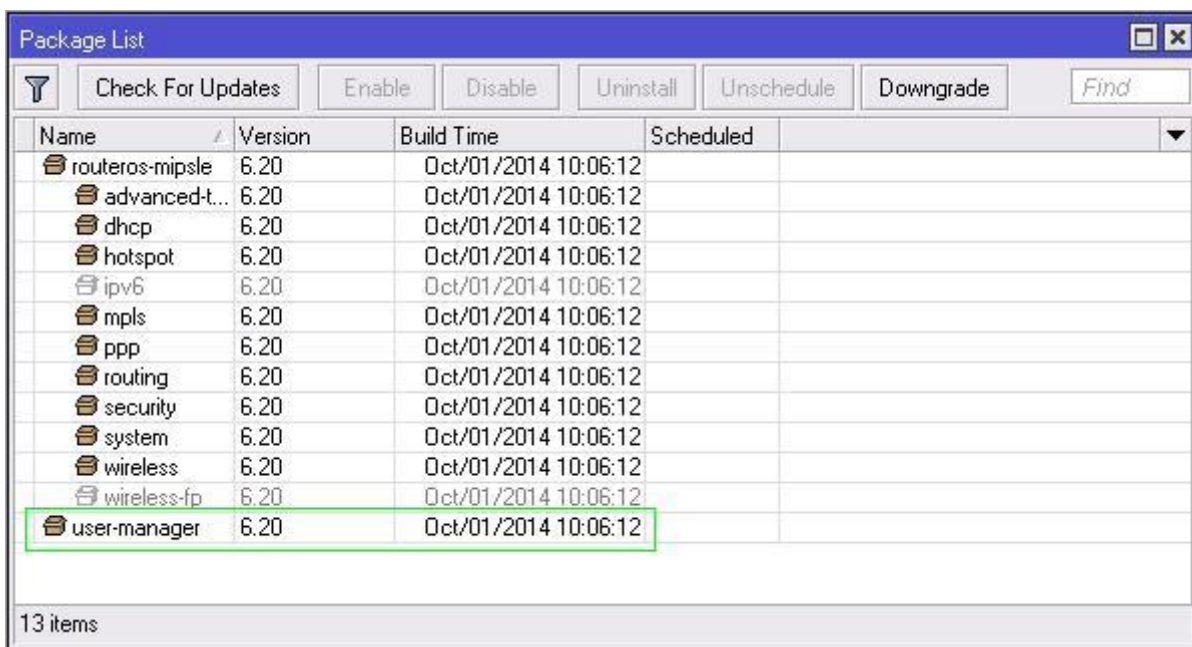 Package List
Check For Updates Enable Disable Uninstall Unschedule Downgrade Find
Name Version Build Time Scheduled
routeros-mipsle 6.20 Oct/01/2014 10:06:12
advanced-t... 6.20 Oct/01/2014 10:06:12
dhcp 6.20 Oct/01/2014 10:06:12
hotspot 6.20 Oct/01/2014 10:06:12
ipv6 6.20 Oct/01/2014 10:06:12
mpls 6.20 Oct/01/2014 10:06:12
ppp 6.20 Oct/01/2014 10:06:12
routing 6.20 Oct/01/2014 10:06:12
security 6.20 Oct/01/2014 10:06:12
system 6.20 Oct/01/2014 10:06:12
wireless 6.20 Oct/01/2014 10:06:12
wireless-fp 6.20 Oct/01/2014 10:06:12
user-manager 6.20 Oct/01/2014 10:06:12
13 items